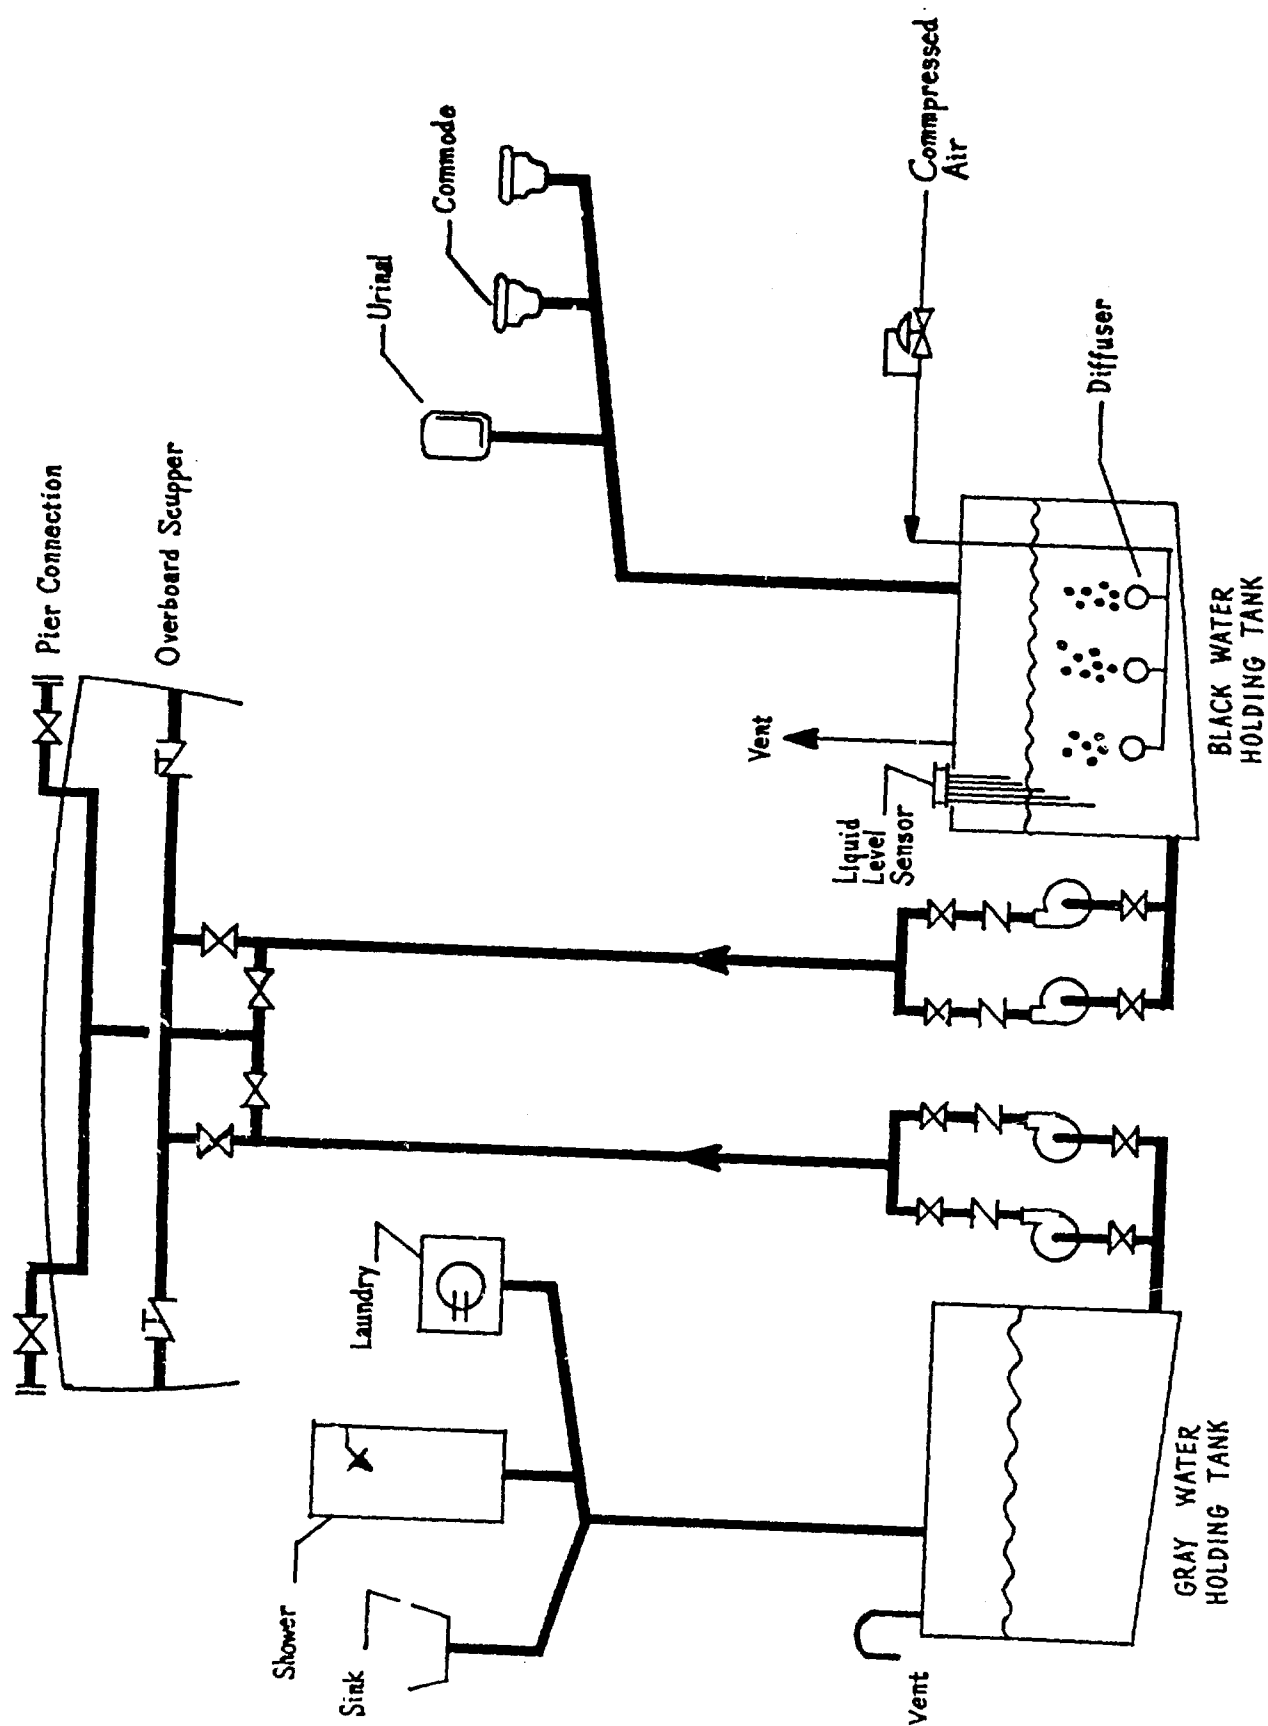 Pier Connection
Overboard Scupper
Shower
Sink
Laundry
Urinal
Commode
Vent
Liquid
Level
Sensor
Commpressed
Air
Vent
Diffuser
GRAY WATER
HOLDING TANK
BLACK WATER
HOLDING TANK